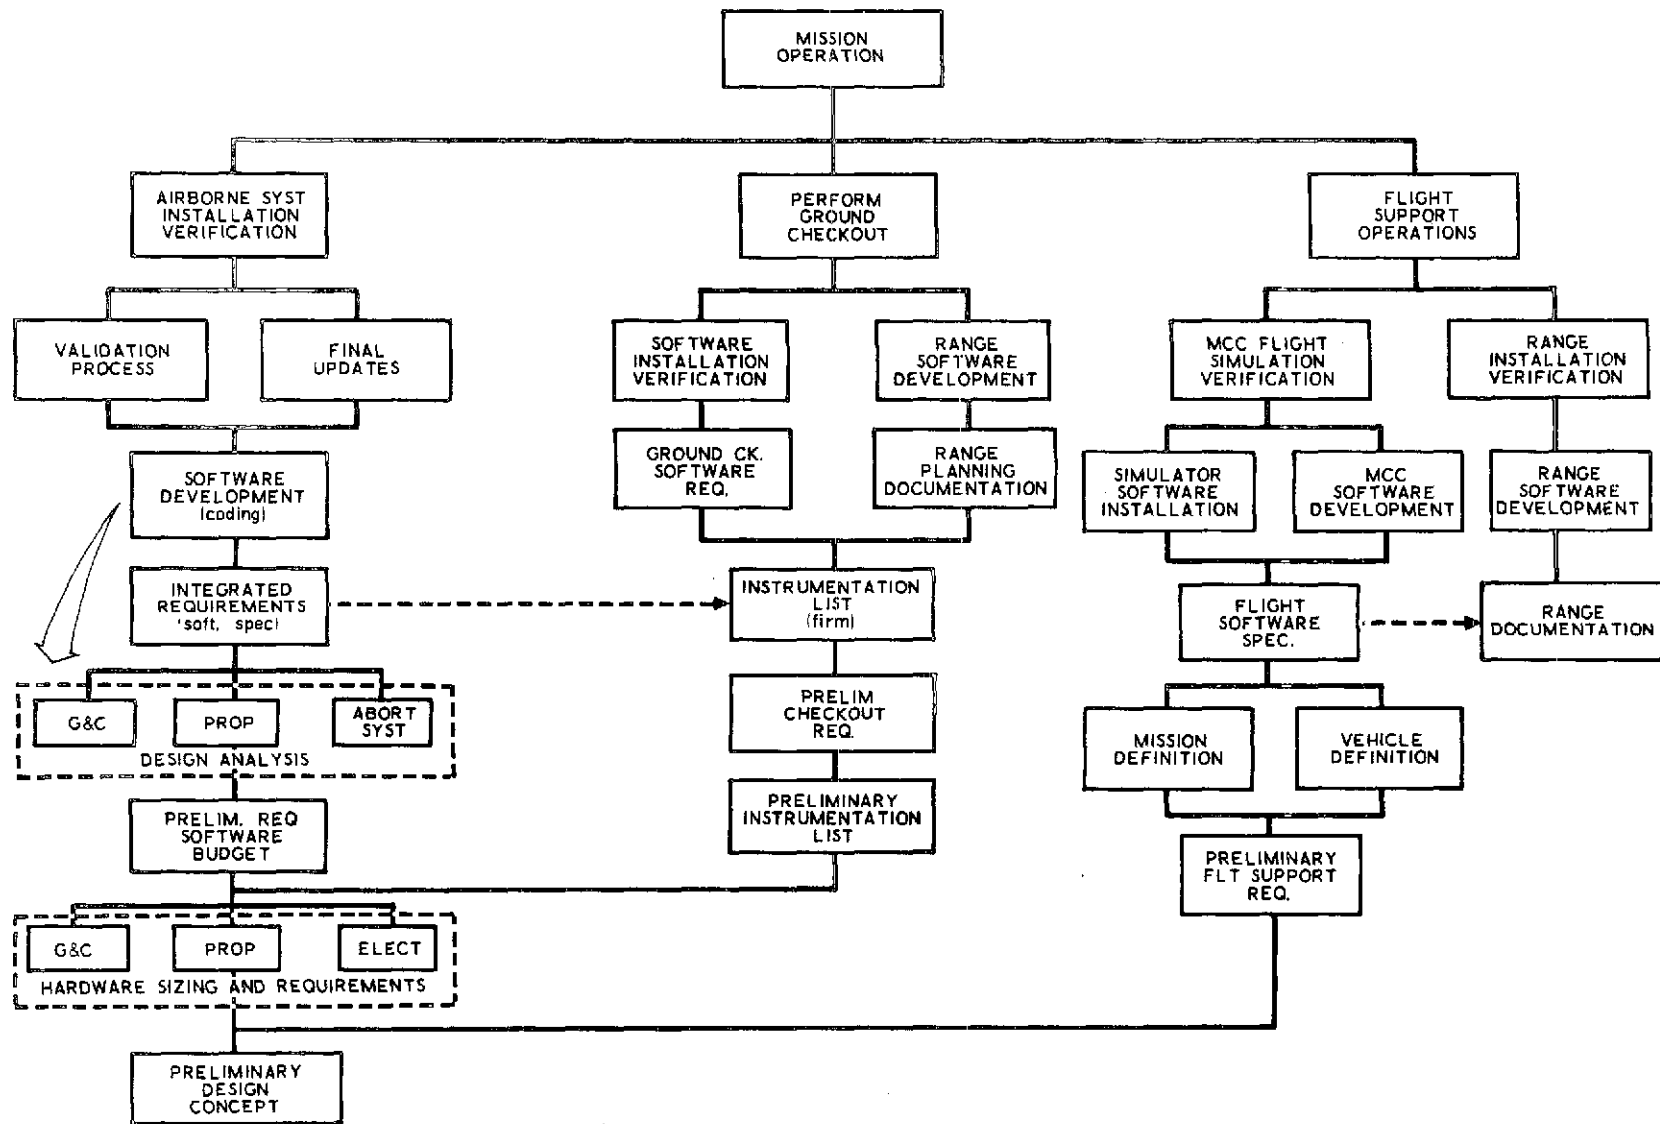 MISSION
OPERATION
AIRBORNE SYST
INSTALLATION
VERIFICATION
PERFORM
GROUND
CHECKOUT
FLIGHT
SUPPORT
OPERATIONS
VALIDATION
PROCESS
FINAL
UPDATES
SOFTWARE
INSTALLATION
VERIFICATION
RANGE
SOFTWARE
DEVELOPMENT
MCC FLIGHT
SIMULATION
VERIFICATION
RANGE
INSTALLATION
VERIFICATION
SOFTWARE
DEVELOPMENT
(coding)
GROUND CK.
SOFTWARE
REQ.
RANGE
PLANNING
DOCUMENTATION
SIMULATOR
SOFTWARE
INSTALLATION
MCC
SOFTWARE
DEVELOPMENT
RANGE
SOFTWARE
DEVELOPMENT
INTEGRATED
REQUIREMENTS
(soft, spec)
INSTRUMENTATION
LIST
(firm)
FLIGHT
SOFTWARE
SPEC.
RANGE
DOCUMENTATION
G&C
PROP
ABORT
SYST
DESIGN ANALYSIS
PRELIM
CHECKOUT
REQ.
MISSION
DEFINITION
VEHICLE
DEFINITION
PRELIM. REQ
SOFTWARE
BUDGET
PRELIMINARY
INSTRUMENTATION
LIST
PRELIMINARY
FLT SUPPORT
REQ.
G&C
PROP
ELECT
HARDWARE SIZING AND REQUIREMENTS
PRELIMINARY
DESIGN
CONCEPT